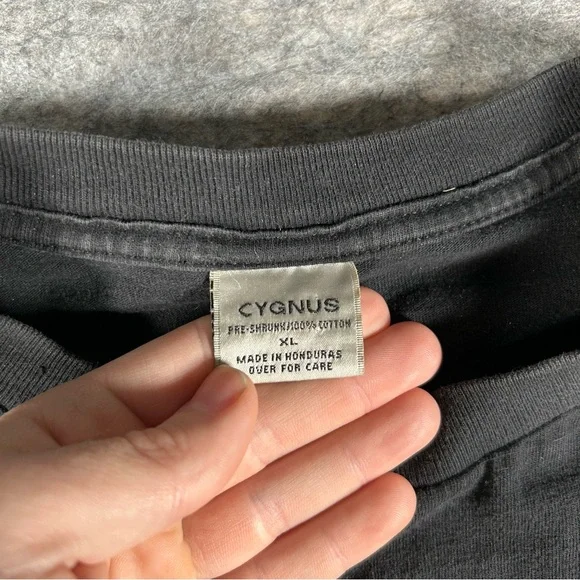 CYGNUS
PRE-SHRUNK/100% COTTON
XL
MADE IN HONDURAS
OVER FOR CARE